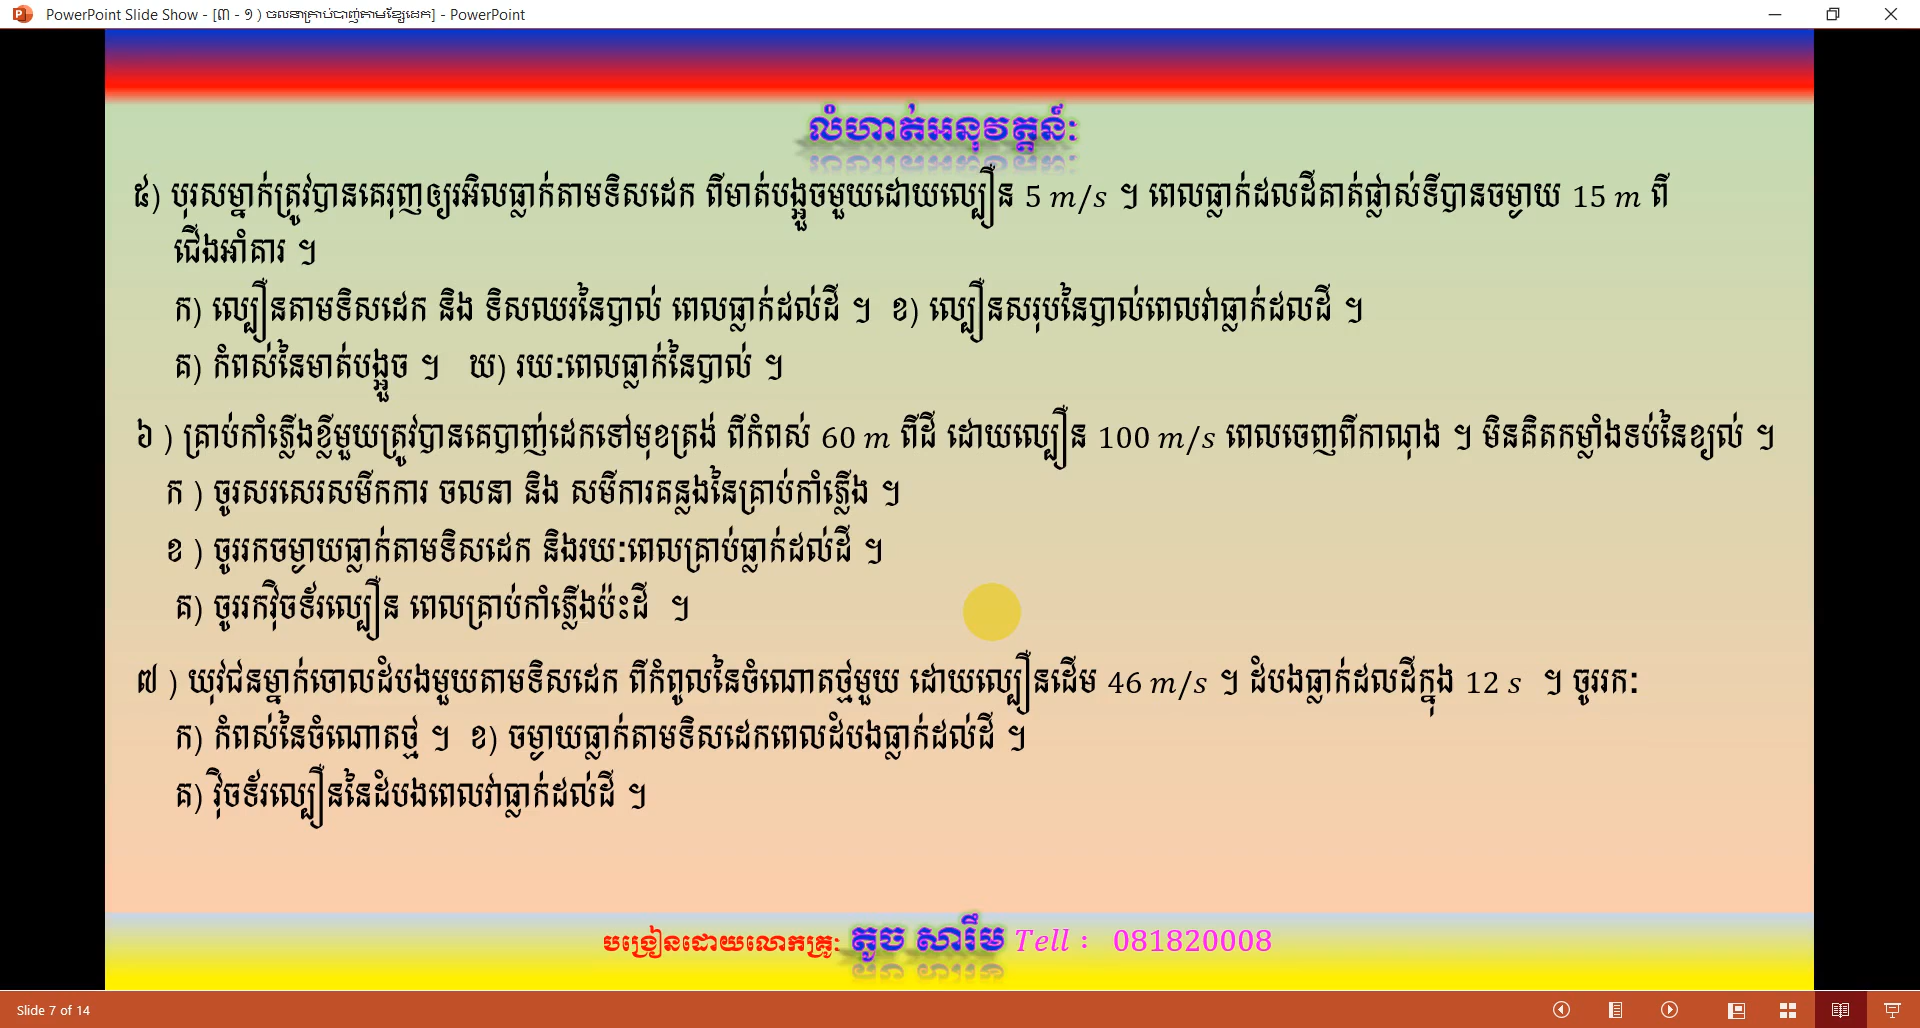 PowerPoint Slide Show - [៣ - ១ ) ចលនាគ្រាប់បាញ់តាមខ្សែដេក] - PowerPoint
លំហាត់អនុវត្តន៍ៈ
៥) បុរសម្នាក់ត្រូវបានគេរុញឲ្យរអិលធ្លាក់តាមទិសដេក ពីមាត់បង្អួចមួយដោយល្បឿន 5 m/s ។ ពេលធ្លាក់ដលដីគាត់ផ្លាស់ទីបានចម្ងាយ 15 m ពី
ជើងអាំគារ ។
ក) ល្បឿនតាមទិសដេក និង ទិសឈរនៃបាល់ ពេលធ្លាក់ដល់ដី ។ ខ) ល្បឿនសរុបនៃបាល់ពេលវាធ្លាក់ដលដី ។
គ) កំពស់នៃមាត់បង្អួច ។ ឃ) រយៈពេលធ្លាក់នៃបាល់ ។
៦ ) គ្រាប់កាំភ្លើងខ្លីមួយត្រូវបានគេបាញ់ដេកទៅមុខត្រង់ ពីកំពស់ 60 m ពីដី ដោយល្បឿន 100 m/s ពេលចេញពីកាណុង ។ មិនគិតកម្លាំងទប់នៃខ្យល់ ។
ក ) ចូរសរសេរសមីកការ ចលនា និង សមីការគន្លងនៃគ្រាប់កាំភ្លើង ។
ខ ) ចូររកចម្ងាយធ្លាក់តាមទិសដេក និងរយៈពេលគ្រាប់ធ្លាក់ដល់ដី ។
គ) ចូររកវ៉ិចទ័រល្បឿន ពេលគ្រាប់កាំភ្លើងប៉ះដី ។
៧ ) យុវជនម្នាក់ចោលដំបងមួយតាមទិសដេក ពីកំពូលនៃចំណោតថ្មមួយ ដោយល្បឿនដើម 46 m/s ។ ដំបងធ្លាក់ដលដីក្នុង 12 s ។ ចូររកៈ
ក) កំពស់នៃចំណោតថ្ម ។ ខ) ចម្ងាយធ្លាក់តាមទិសដេកពេលដំបងធ្លាក់ដល់ដី ។
គ) វ៉ិចទ័រល្បឿននៃដំបងពេលវាធ្លាក់ដល់ដី ។
បង្រៀនដោយលោកគ្រូៈ តូច សារឹម Tell : 081820008
Slide 7 of 14